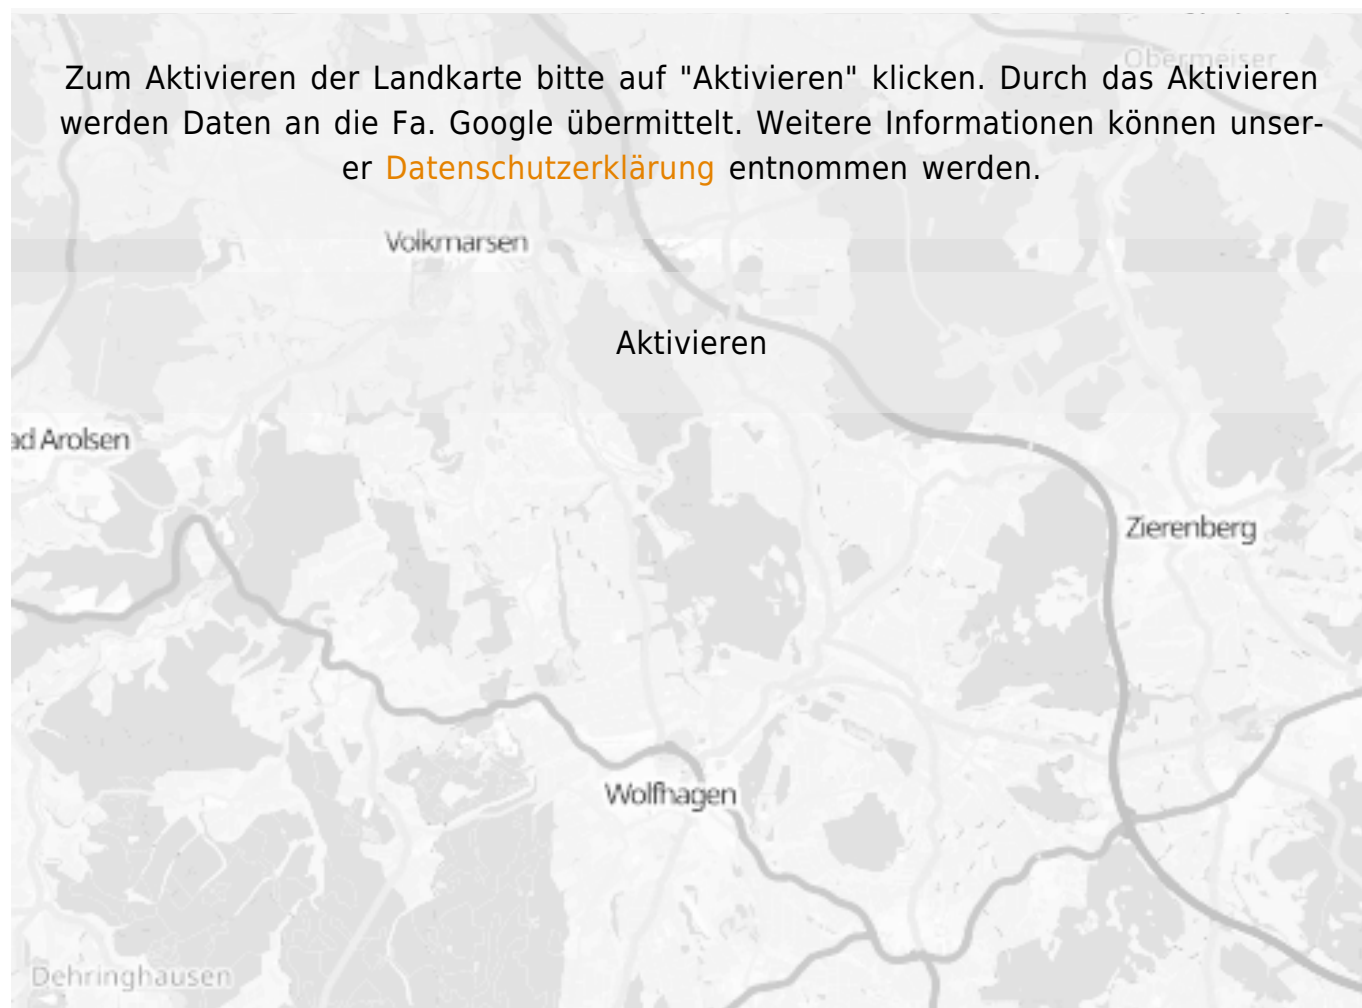 Obermeiser
Zum Aktivieren der Landkarte bitte auf "Aktivieren" klicken. Durch das Aktivieren
werden Daten an die Fa. Google übermittelt. Weitere Informationen können unser-
er Datenschutzerklärung entnommen werden.
Volkmarsen
Aktivieren
ad Arolsen
Zierenberg
Wolfhagen
Dehringhausen